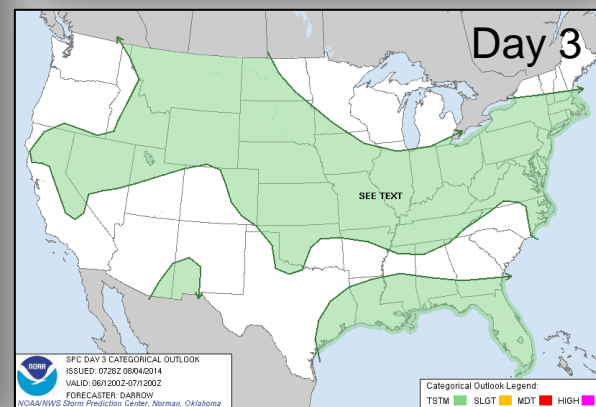 Day 3
SEE TEXT
NOAA
SPC DAY 3 CATEGORICAL OUTLOOK
ISSUED: 0728Z 08/04/2014
VALID: 06/1200Z-07/1200Z
FORECASTER: DARROW
NOAA/NWS Storm Prediction Center, Norman, Oklahoma
Categorical Outlook Legend:
TSTM SLGT MDT HIGH